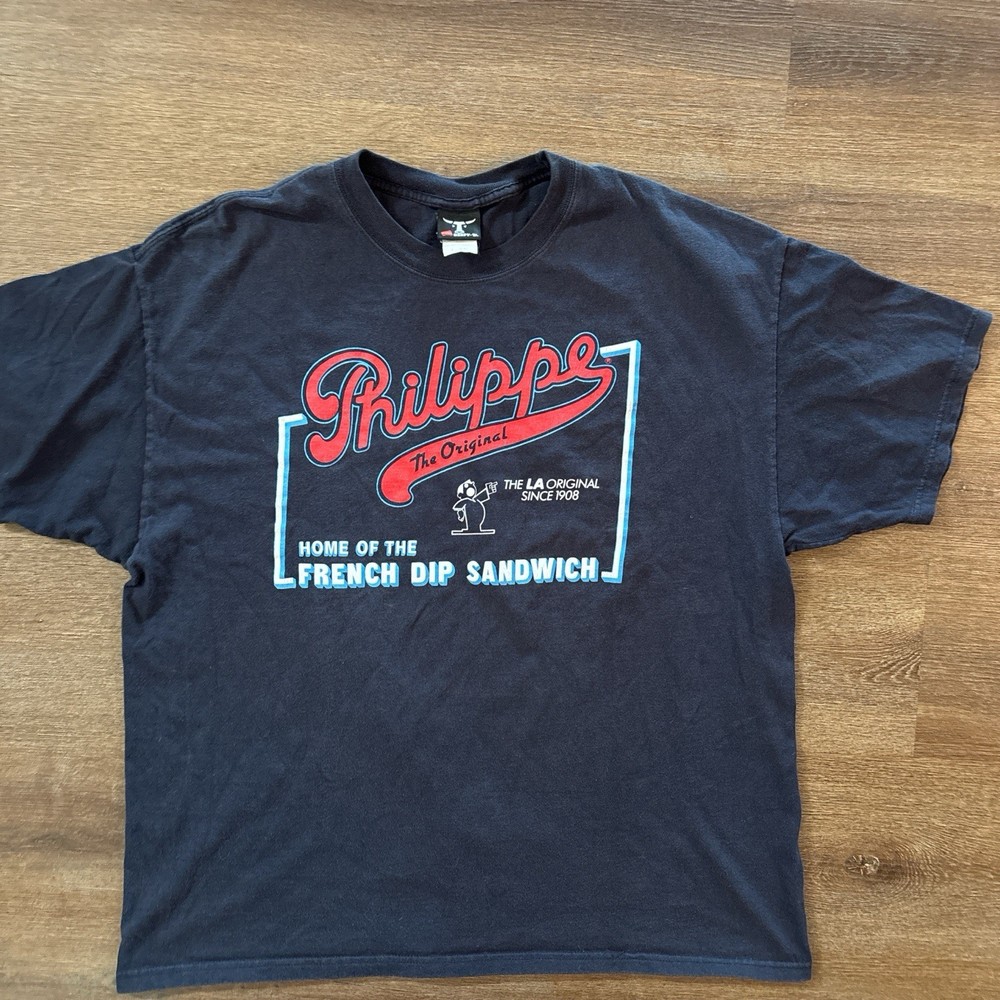 Philippe®
The Original
THE LA ORIGINAL
SINCE 1908
HOME OF THE
FRENCH DIP SANDWICH